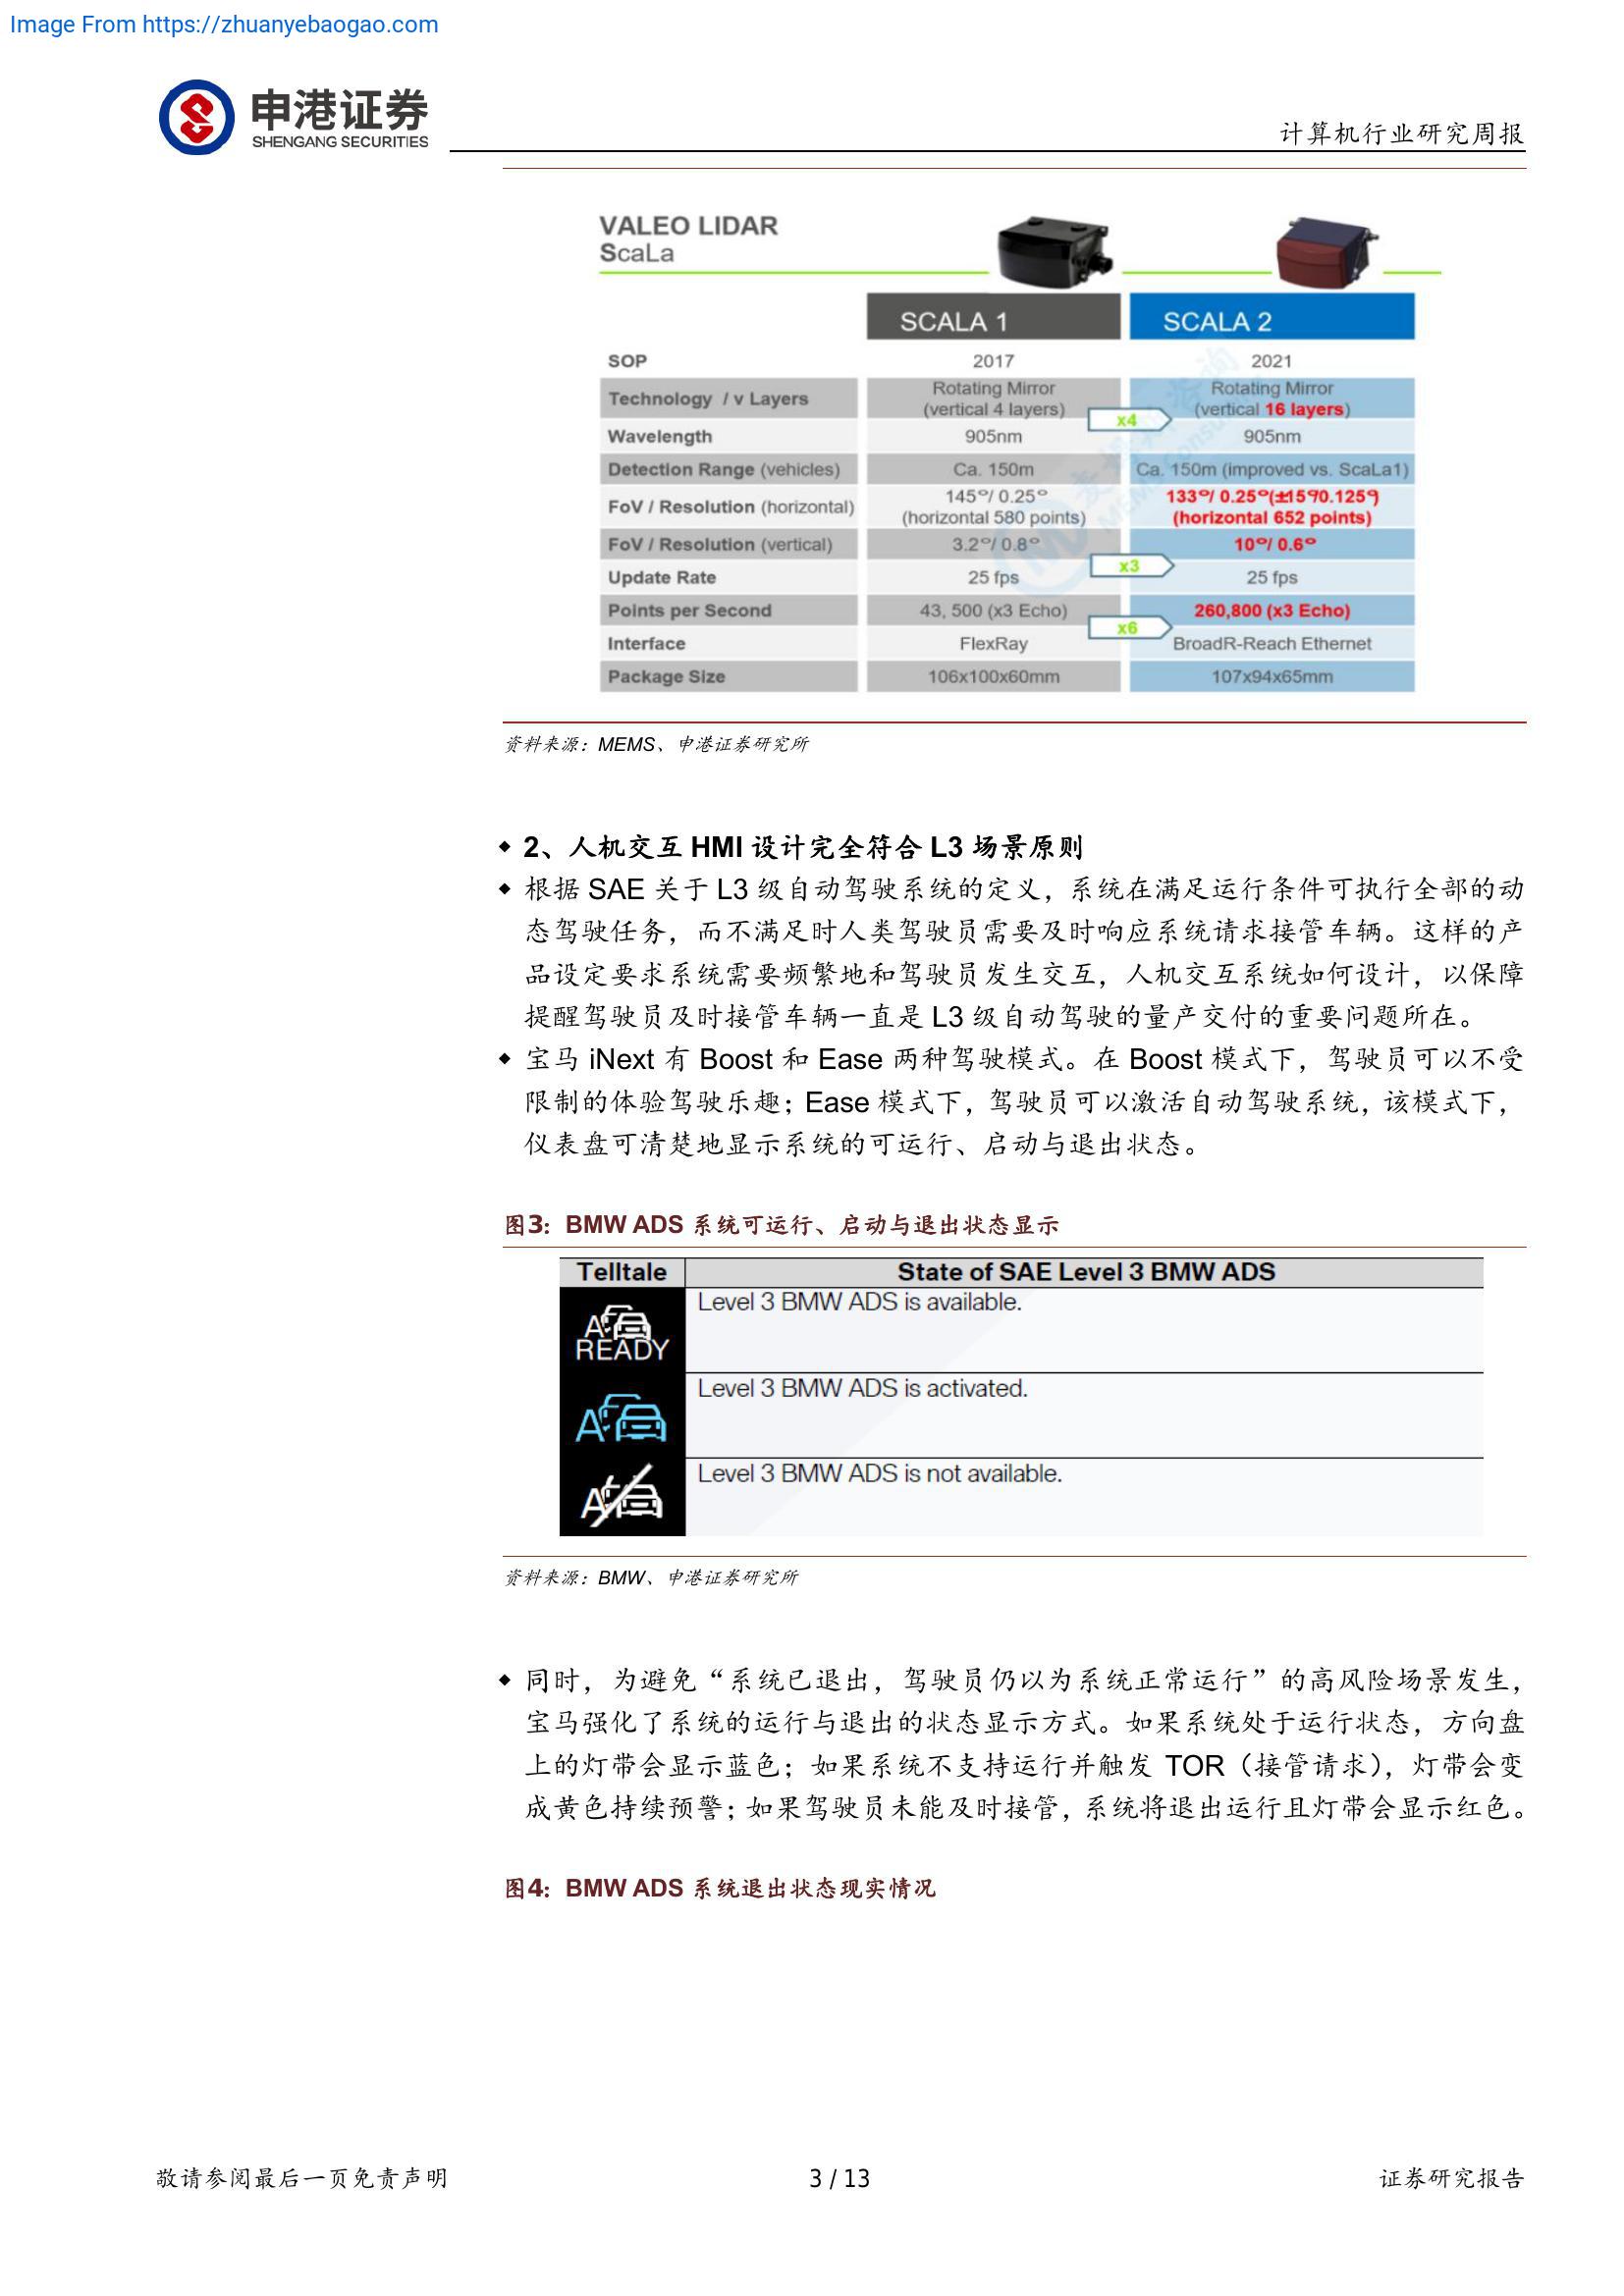 Image From https://zhuanyebaogao.com
申港证券
SHENGANG SECURITIES
计算机行业研究周报
VALEO LIDAR
ScaLa
SCALA 1 SCALA 2
SOP 2017 2021
Technology / v Layers Rotating Mirror (vertical 4 layers) x4 Rotating Mirror (vertical 16 layers)
Wavelength 905nm 905nm
Detection Range (vehicles) Ca. 150m Ca. 150m (improved vs. ScaLa1)
FoV / Resolution (horizontal) 145°/ 0.25° (horizontal 580 points) 133°/ 0.25°(±15°/0.125°) (horizontal 652 points)
FoV / Resolution (vertical) 3.2°/ 0.8° x3 10°/ 0.6°
Update Rate 25 fps 25 fps
Points per Second 43, 500 (x3 Echo) x6 260,800 (x3 Echo)
Interface FlexRay BroadR-Reach Ethernet
Package Size 106x100x60mm 107x94x65mm
资料来源：MEMS、申港证券研究所
◆ 2、人机交互 HMI 设计完全符合 L3 场景原则
◆ 根据 SAE 关于 L3 级自动驾驶系统的定义，系统在满足运行条件可执行全部的动
态驾驶任务，而不满足时人类驾驶员需要及时响应系统请求接管车辆。这样的产
品设定要求系统需要频繁地和驾驶员发生交互，人机交互系统如何设计，以保障
提醒驾驶员及时接管车辆一直是 L3 级自动驾驶的量产交付的重要问题所在。
◆ 宝马 iNext 有 Boost 和 Ease 两种驾驶模式。在 Boost 模式下，驾驶员可以不受
限制的体验驾驶乐趣；Ease 模式下，驾驶员可以激活自动驾驶系统，该模式下，
仪表盘可清楚地显示系统的可运行、启动与退出状态。
图3：BMW ADS 系统可运行、启动与退出状态显示
Telltale State of SAE Level 3 BMW ADS
A READY Level 3 BMW ADS is available.
A Level 3 BMW ADS is activated.
A Level 3 BMW ADS is not available.
资料来源：BMW、申港证券研究所
◆ 同时，为避免“系统已退出，驾驶员仍以为系统正常运行”的高风险场景发生，
宝马强化了系统的运行与退出的状态显示方式。如果系统处于运行状态，方向盘
上的灯带会显示蓝色；如果系统不支持运行并触发 TOR（接管请求），灯带会变
成黄色持续预警；如果驾驶员未能及时接管，系统将退出运行且灯带会显示红色。
图4：BMW ADS 系统退出状态现实情况
敬请参阅最后一页免责声明 3 / 13 证券研究报告